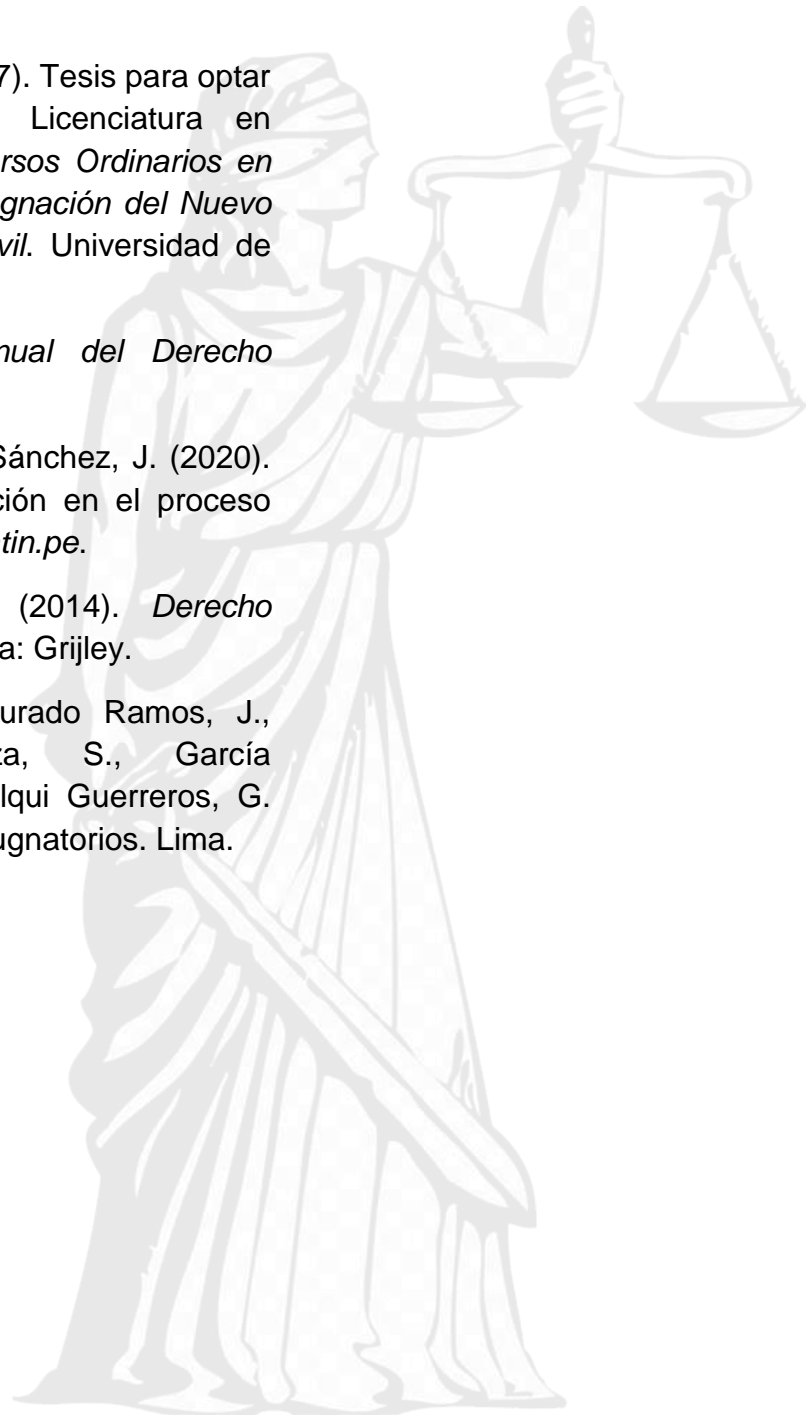 7). Tesis para optar
Licenciatura en
rsos Ordinarios en
gnación del Nuevo
vil. Universidad de
nual del Derecho
Sánchez, J. (2020).
ción en el proceso
tin.pe.
(2014). Derecho
a: Grijley.
urado Ramos, J.,
za, S., García
lqui Guerreros, G.
ugnatorios. Lima.